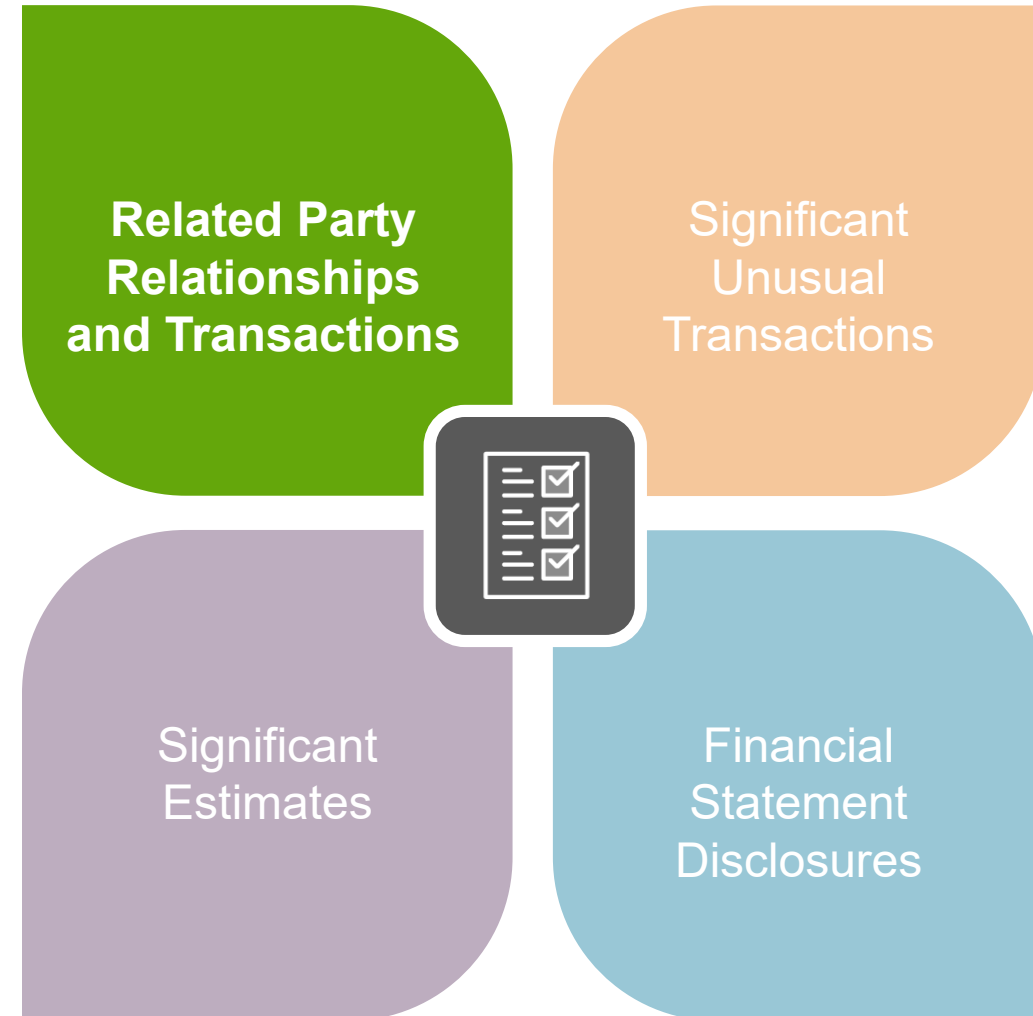 Related Party
Relationships
and Transactions
Significant
Unusual
Transactions
Significant
Estimates
Financial
Statement
Disclosures